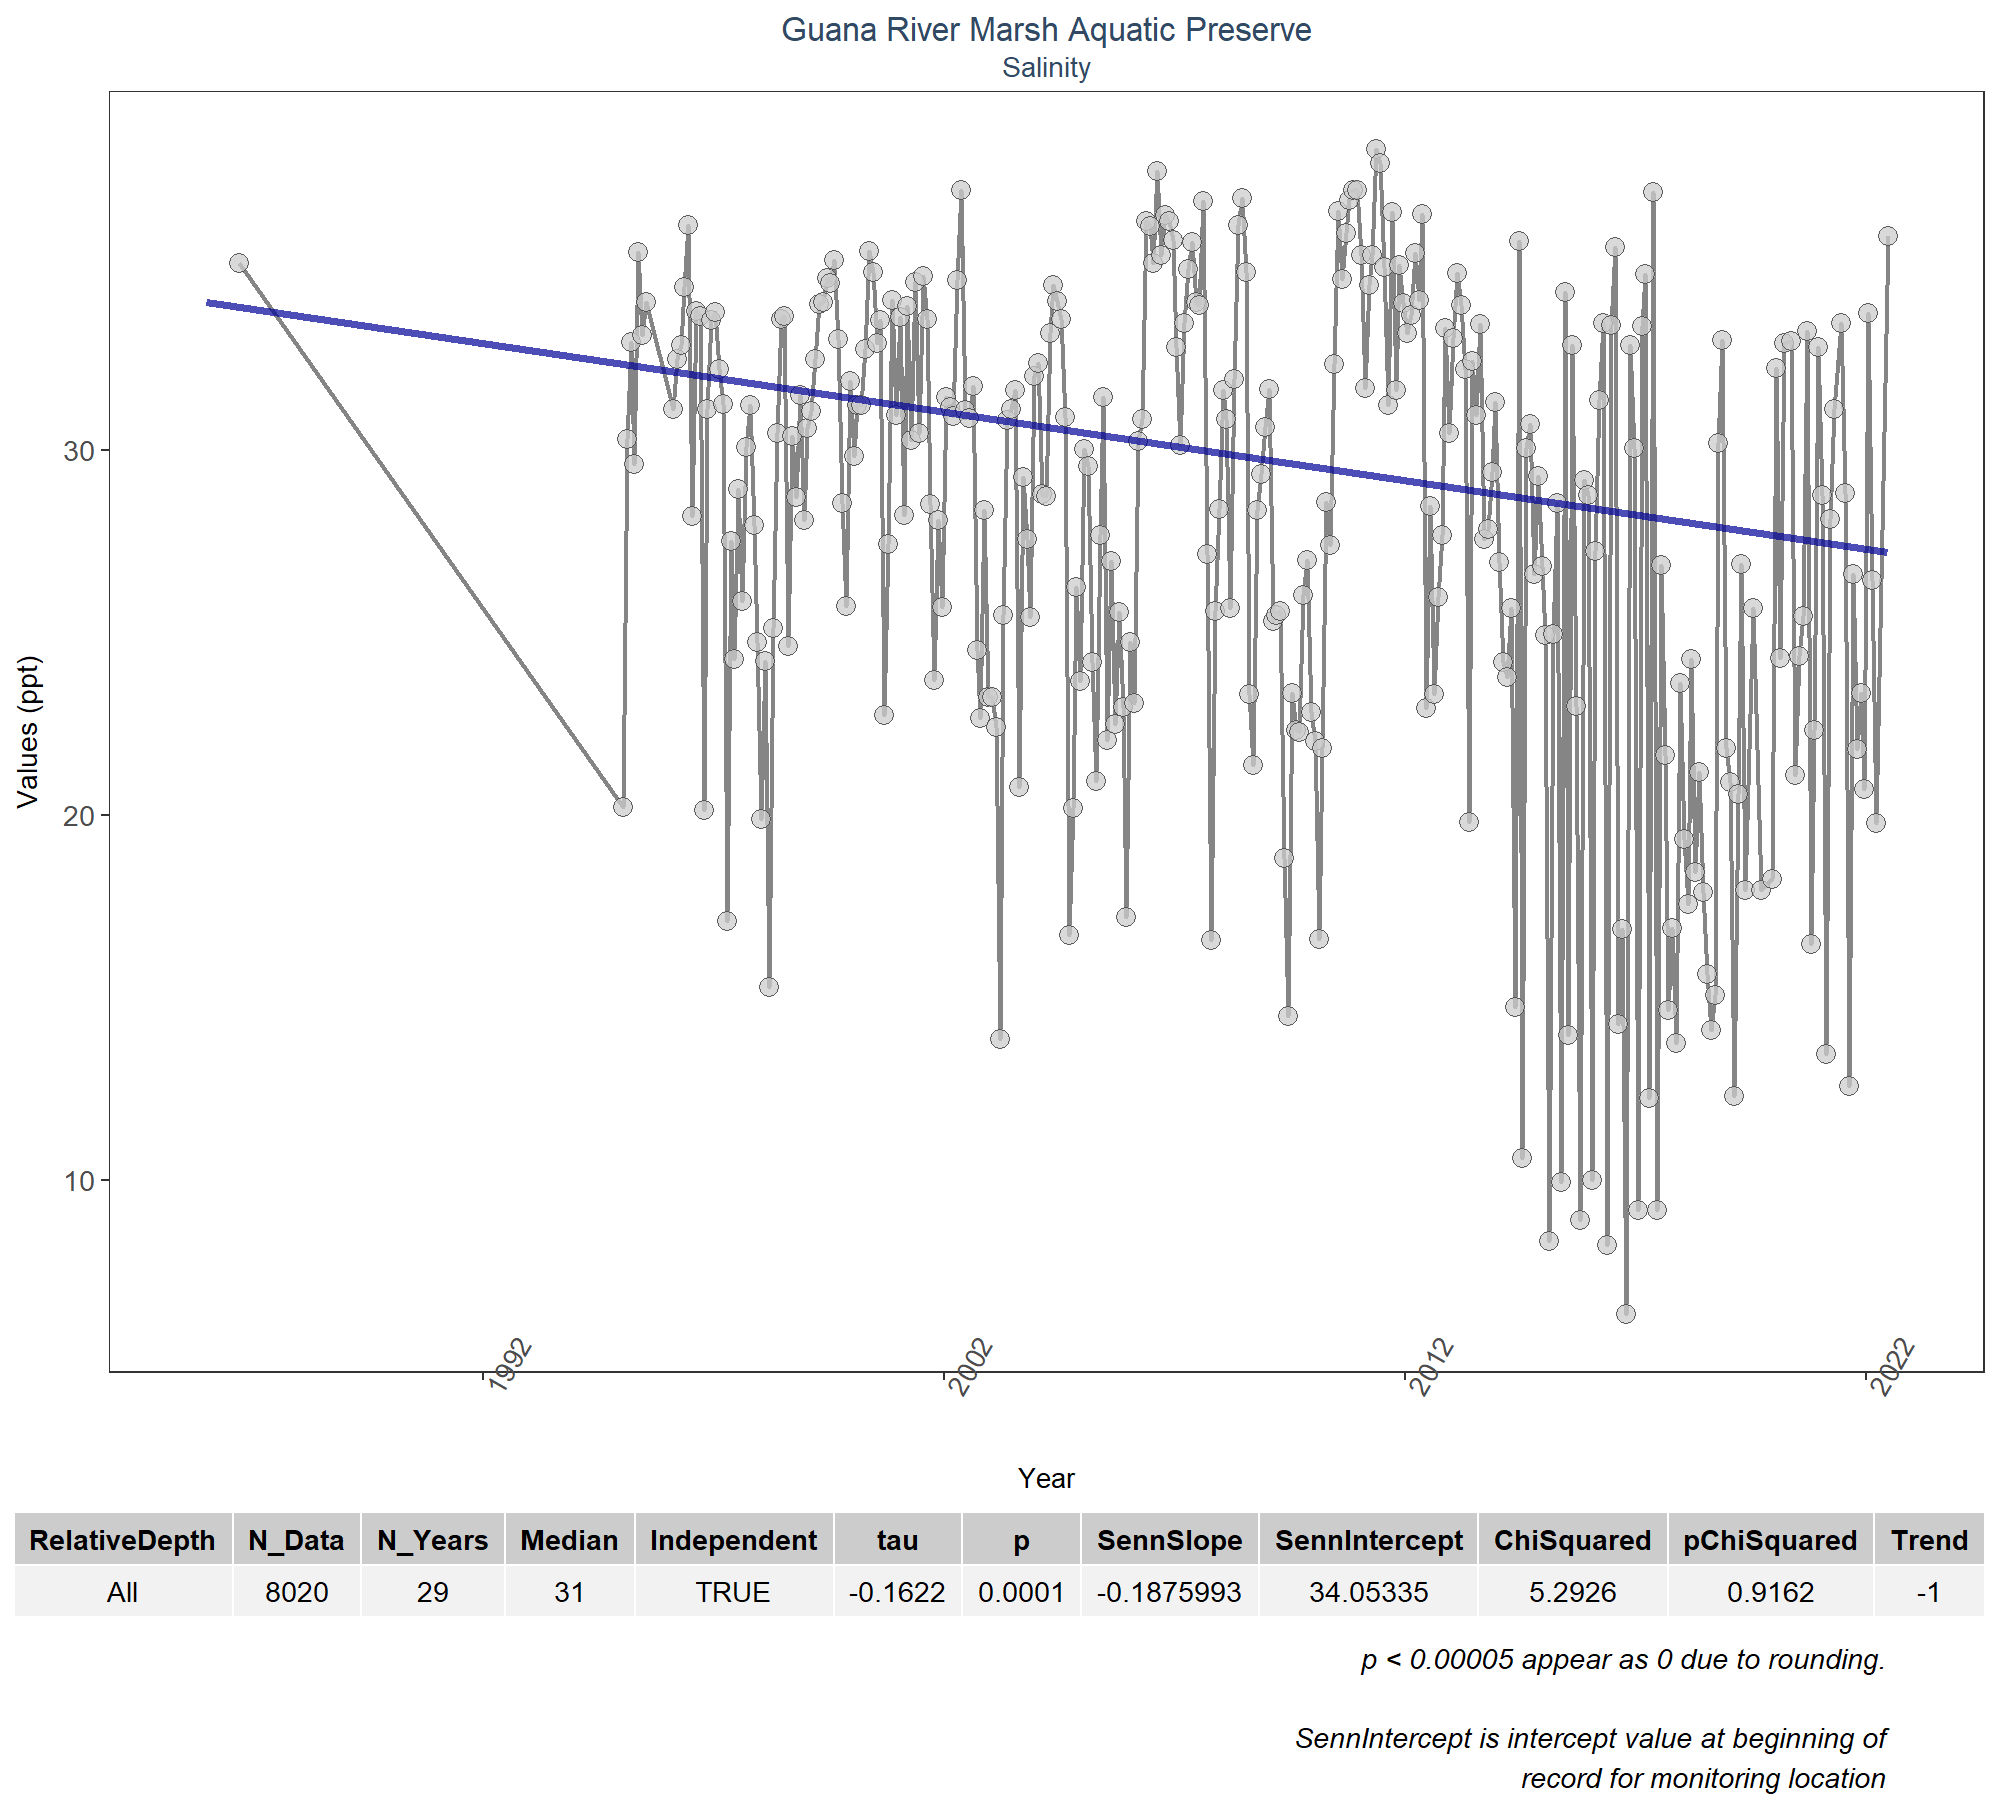 Guana River Marsh Aquatic Preserve
Salinity
Values (ppt)
30
20
10
1992
2002
2012
2022
Year
RelativeDepth N_Data N_Years Median Independent tau p SennSlope SennIntercept ChiSquared pChiSquared Trend
All 8020 29 31 TRUE -0.1622 0.0001 -0.1875993 34.05335 5.2926 0.9162 -1
p < 0.00005 appear as 0 due to rounding.
SennIntercept is intercept value at beginning of
record for monitoring location